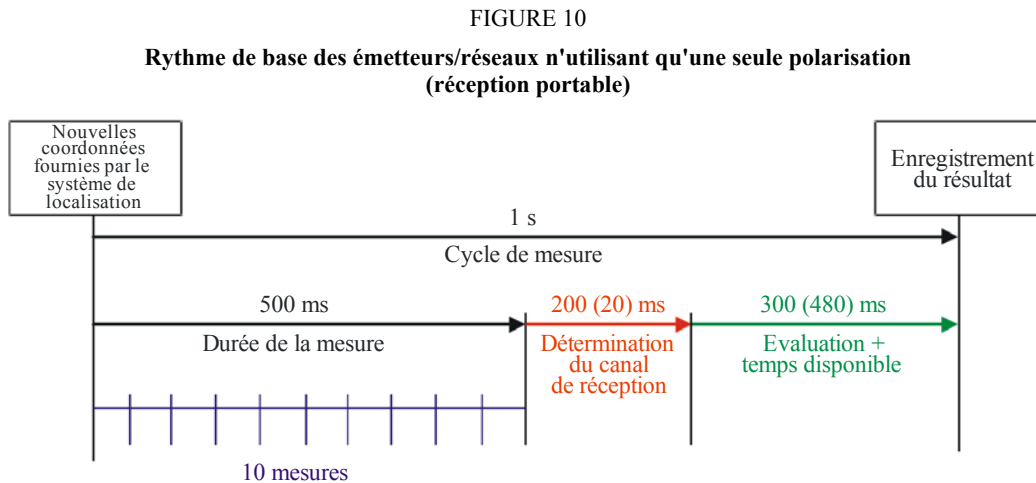 FIGURE 10
Rythme de base des émetteurs/réseaux n'utilisant qu'une seule polarisation
(réception portable)
Nouvelles
coordonnées
fournies par le
système de
localisation
Enregistrement
du résultat
1 s
Cycle de mesure
500 ms
Durée de la mesure
200 (20) ms
Détermination
du canal
de réception
300 (480) ms
Evaluation +
temps disponible
10 mesures